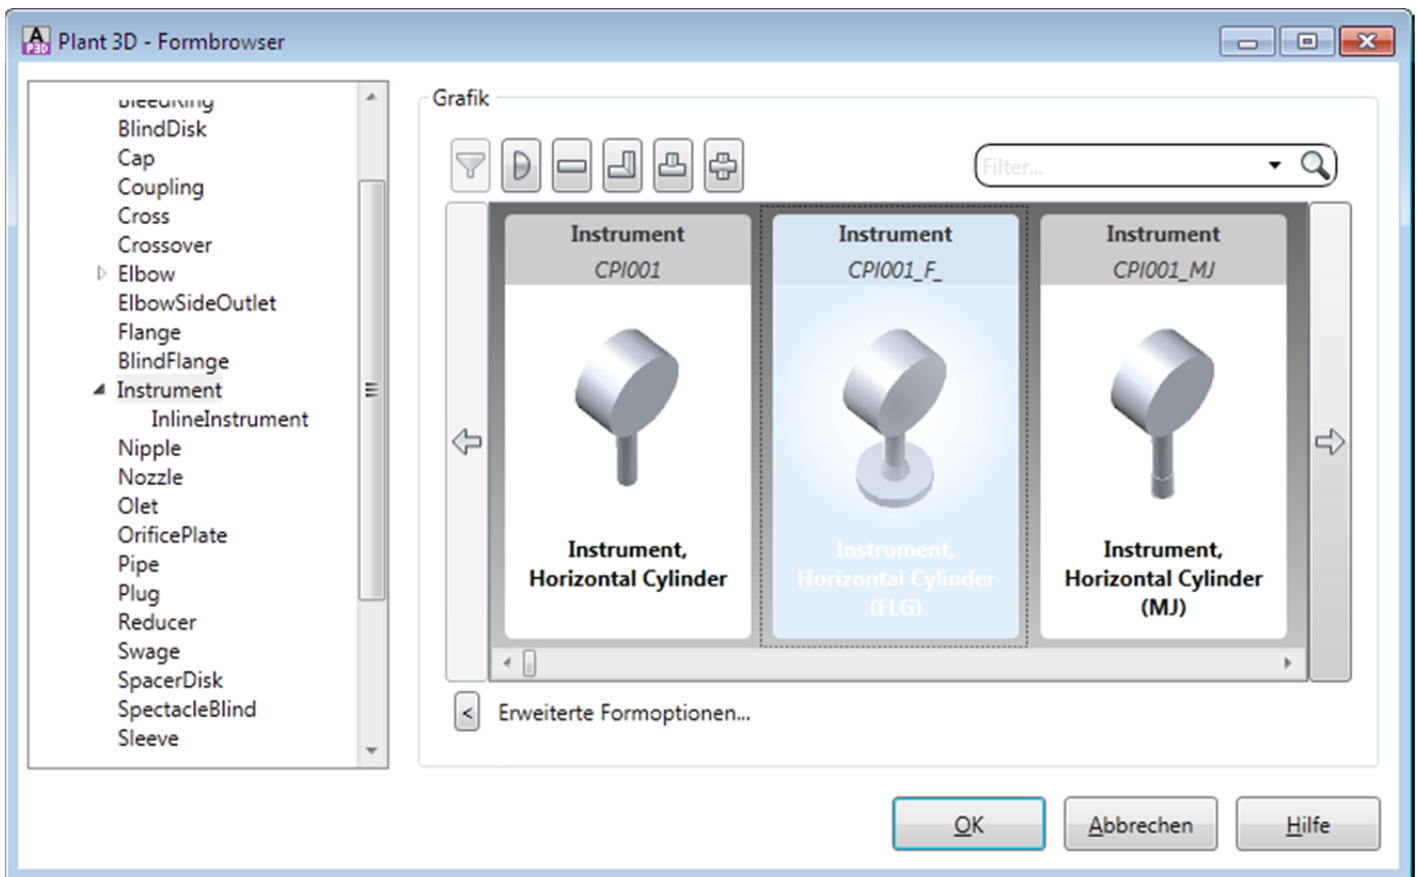 Plant 3D - Formbrowser
BleedRing
BlindDisk
Cap
Coupling
Cross
Crossover
Elbow
ElbowSideOutlet
Flange
BlindFlange
Instrument
InlineInstrument
Nipple
Nozzle
Olet
OrificePlate
Pipe
Plug
Reducer
Swage
SpacerDisk
SpectacleBlind
Sleeve
Grafik
Filter...
Instrument
CPI001
Instrument,
Horizontal Cylinder
Instrument
CPI001_F_
Instrument,
Horizontal Cylinder
(FLG)
Instrument
CPI001_MJ
Instrument,
Horizontal Cylinder
(MJ)
< Erweiterte Formoptionen...
OK
Abbrechen
Hilfe